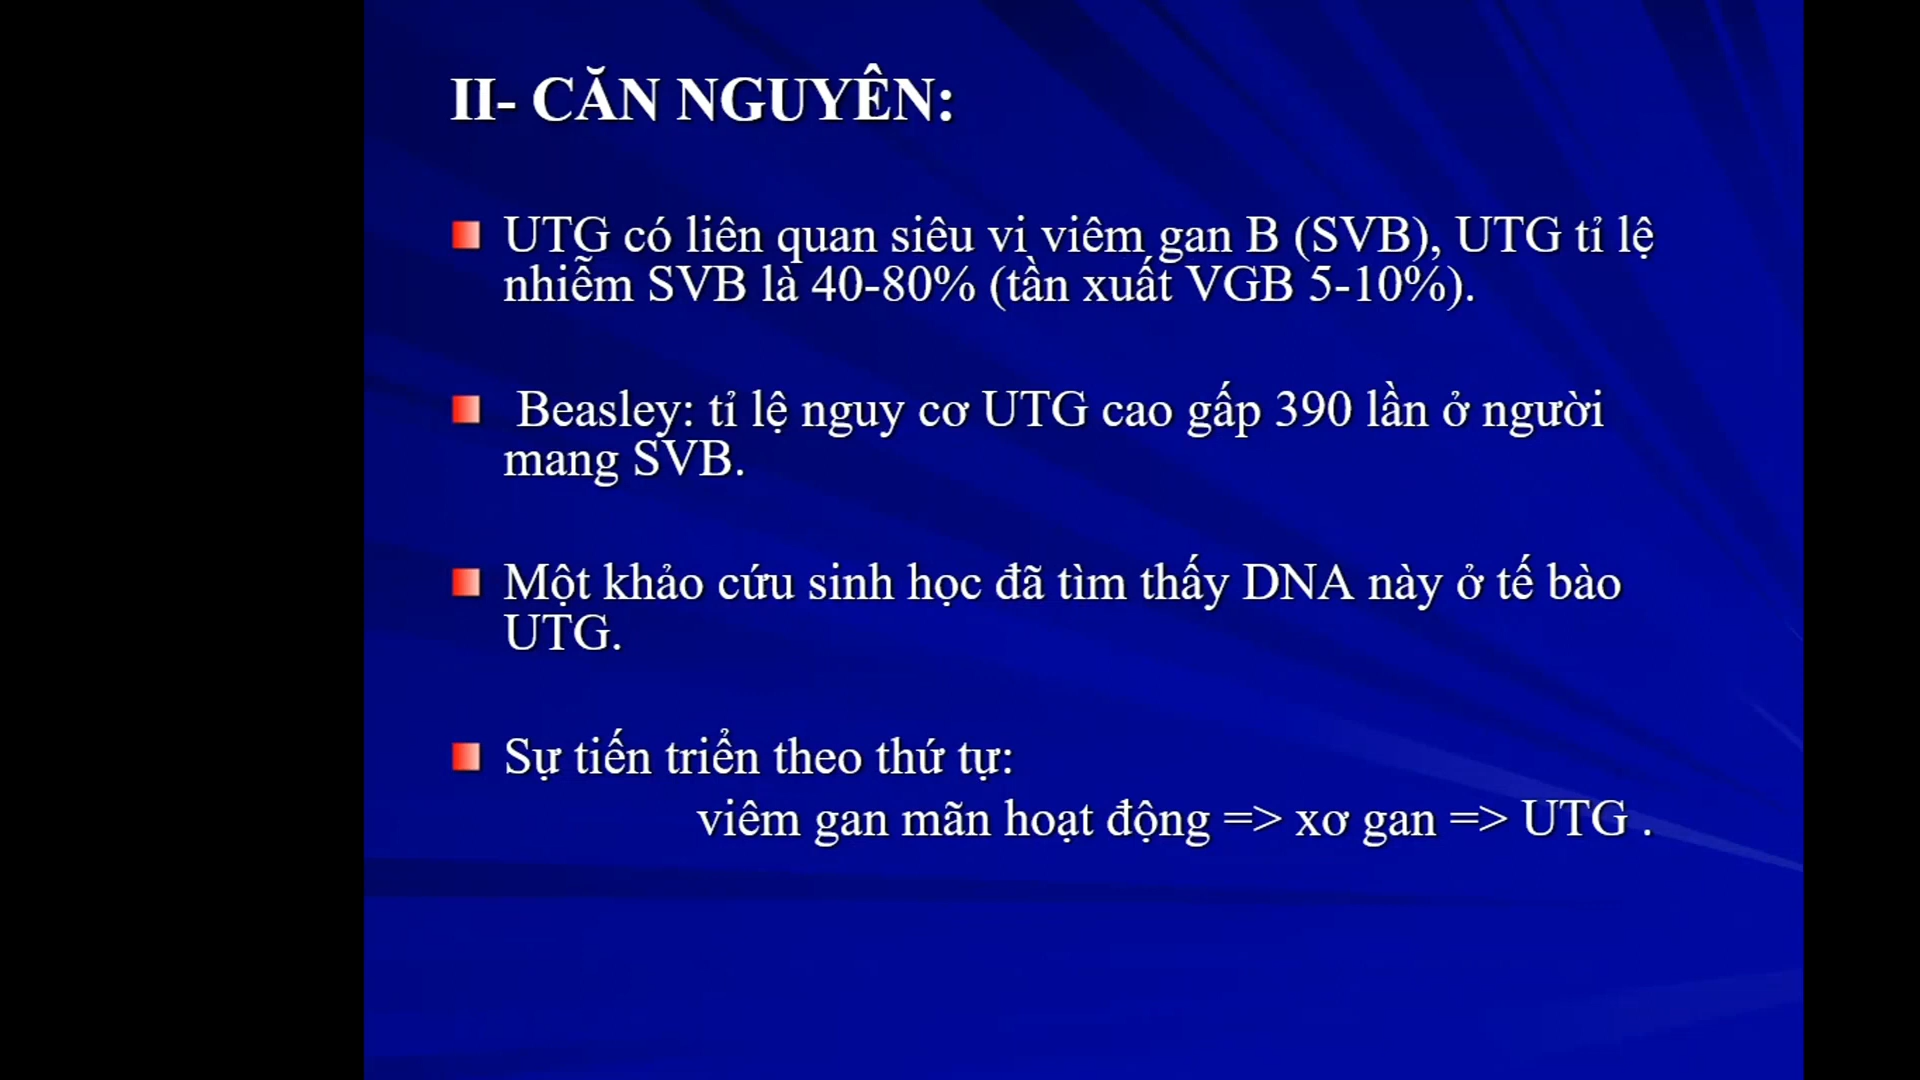 II- CĂN NGUYÊN:
UTG có liên quan siêu vi viêm gan B (SVB), UTG tỉ lệ
nhiễm SVB là 40-80% (tần xuất VGB 5-10%).
Beasley: tỉ lệ nguy cơ UTG cao gấp 390 lần ở người
mang SVB.
Một khảo cứu sinh học đã tìm thấy DNA này ở tế bào
UTG.
Sự tiến triển theo thứ tự:
viêm gan mãn hoạt động => xơ gan => UTG .